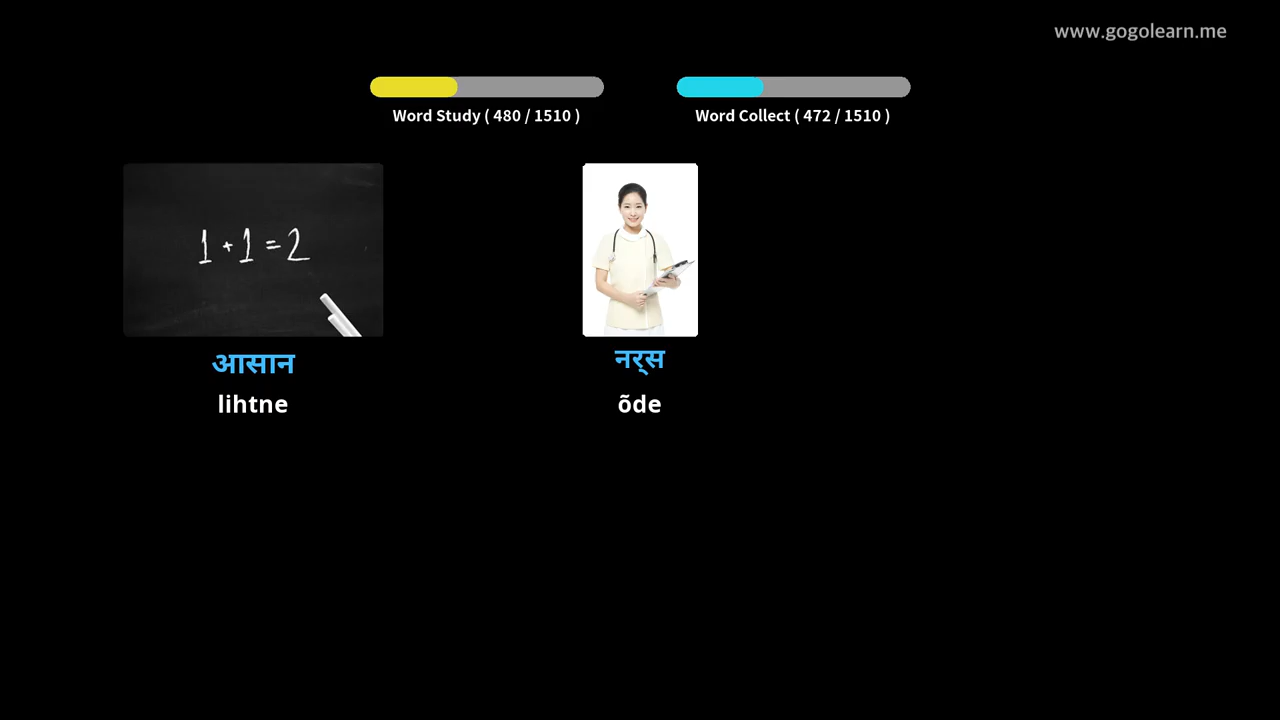 www.gogolearn.me
Word Study ( 480 / 1510 )
Word Collect ( 472 / 1510 )
1 + 1 = 2
आसान
lihtne
नर्स
õde